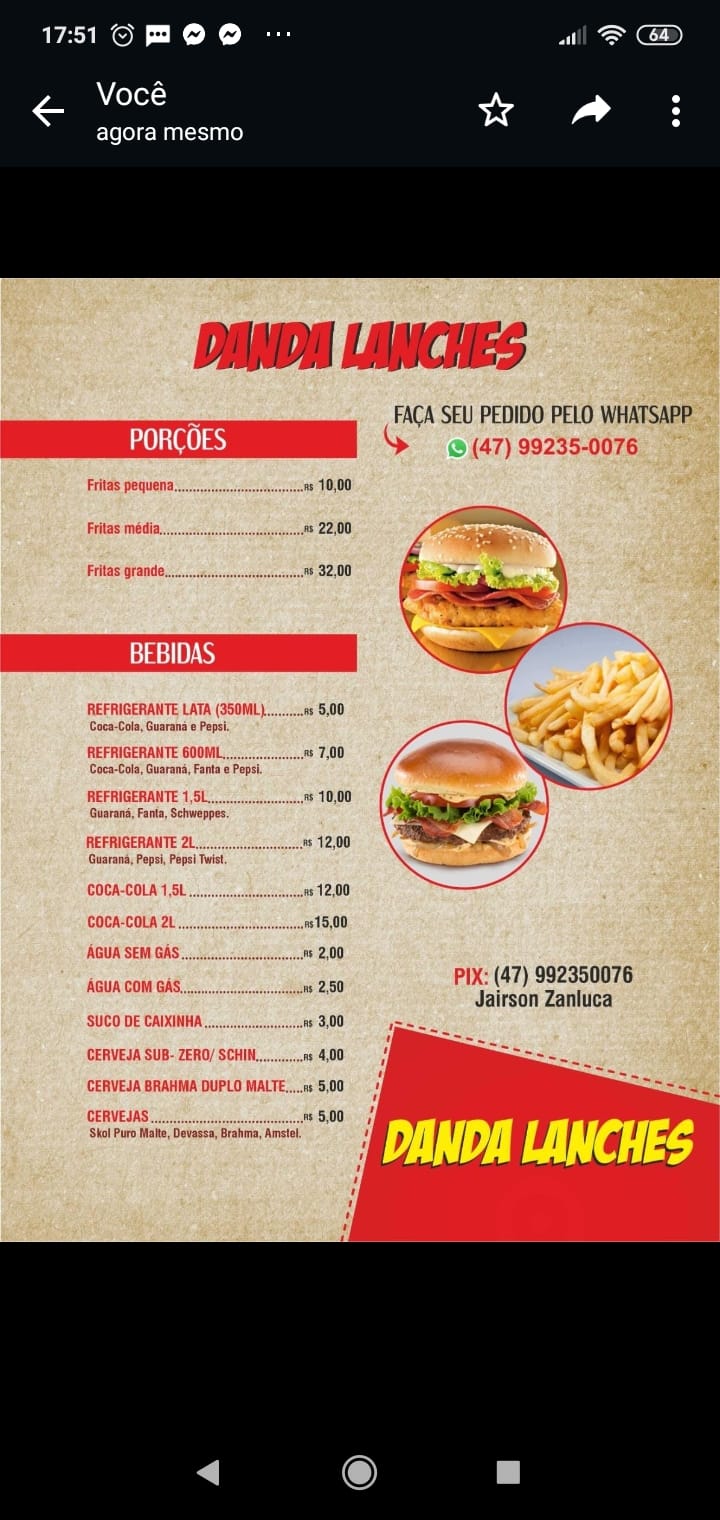 17:51
64
Você
agora mesmo
DANDA LANCHES
FAÇA SEU PEDIDO PELO WHATSAPP
(47) 99235-0076
PORÇÕES
Fritas pequena R$ 10,00
Fritas média R$ 22,00
Fritas grande R$ 32,00
BEBIDAS
REFRIGERANTE LATA (350ML) R$ 5,00
Coca-Cola, Guaraná e Pepsi.
REFRIGERANTE 600ML R$ 7,00
Coca-Cola, Guaraná, Fanta e Pepsi.
REFRIGERANTE 1,5L R$ 10,00
Guaraná, Fanta, Schweppes.
REFRIGERANTE 2L R$ 12,00
Guaraná, Pepsi, Pepsi Twist.
COCA-COLA 1,5L R$ 12,00
COCA-COLA 2L R$15,00
ÁGUA SEM GÁS R$ 2,00
ÁGUA COM GÁS R$ 2,50
SUCO DE CAIXINHA R$ 3,00
CERVEJA SUB- ZERO/ SCHIN R$ 4,00
CERVEJA BRAHMA DUPLO MALTE R$ 5,00
CERVEJAS R$ 5,00
Skol Puro Malte, Devassa, Brahma, Amstel.
PIX: (47) 992350076
Jairson Zanluca
DANDA LANCHES